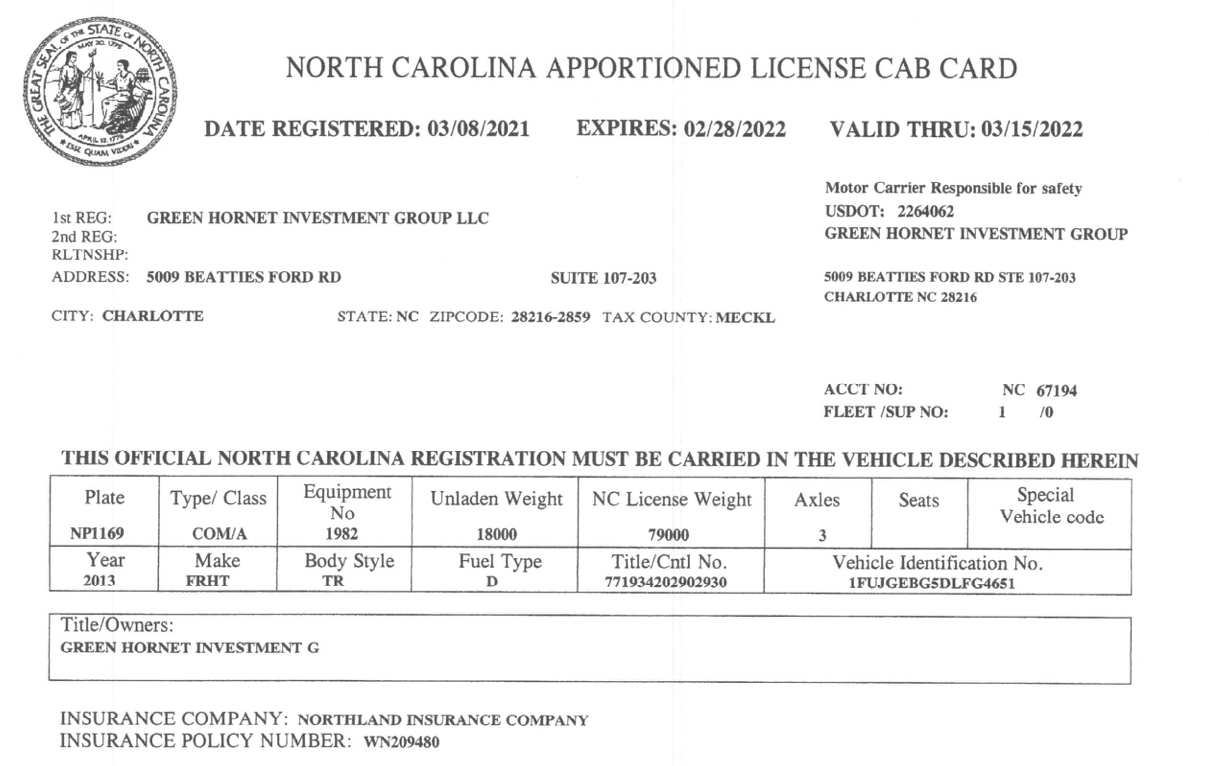 THE GREAT SEAL OF THE STATE OF NORTH CAROLINA
MAY 20, 1775
APRIL 12, 1776
ESSE QUAM VIDERI
NORTH CAROLINA APPORTIONED LICENSE CAB CARD
DATE REGISTERED: 03/08/2021 EXPIRES: 02/28/2022 VALID THRU: 03/15/2022
Motor Carrier Responsible for safety
USDOT: 2264062
GREEN HORNET INVESTMENT GROUP
5009 BEATTIES FORD RD STE 107-203
CHARLOTTE NC 28216
1st REG: GREEN HORNET INVESTMENT GROUP LLC
2nd REG:
RLTNSHP:
ADDRESS: 5009 BEATTIES FORD RD SUITE 107-203
CITY: CHARLOTTE STATE: NC ZIPCODE: 28216-2859 TAX COUNTY: MECKL
ACCT NO: NC 67194
FLEET /SUP NO: 1 /0
THIS OFFICIAL NORTH CAROLINA REGISTRATION MUST BE CARRIED IN THE VEHICLE DESCRIBED HEREIN
Plate Type/ Class Equipment No Unladen Weight NC License Weight Axles Seats Special Vehicle code
NP1169 COM/A 1982 18000 79000 3
Year Make Body Style Fuel Type Title/Cntl No. Vehicle Identification No.
2013 FRHT TR D 771934202902930 1FUJGEBG5DLFG4651
Title/Owners:
GREEN HORNET INVESTMENT G
INSURANCE COMPANY: NORTHLAND INSURANCE COMPANY
INSURANCE POLICY NUMBER: WN209480